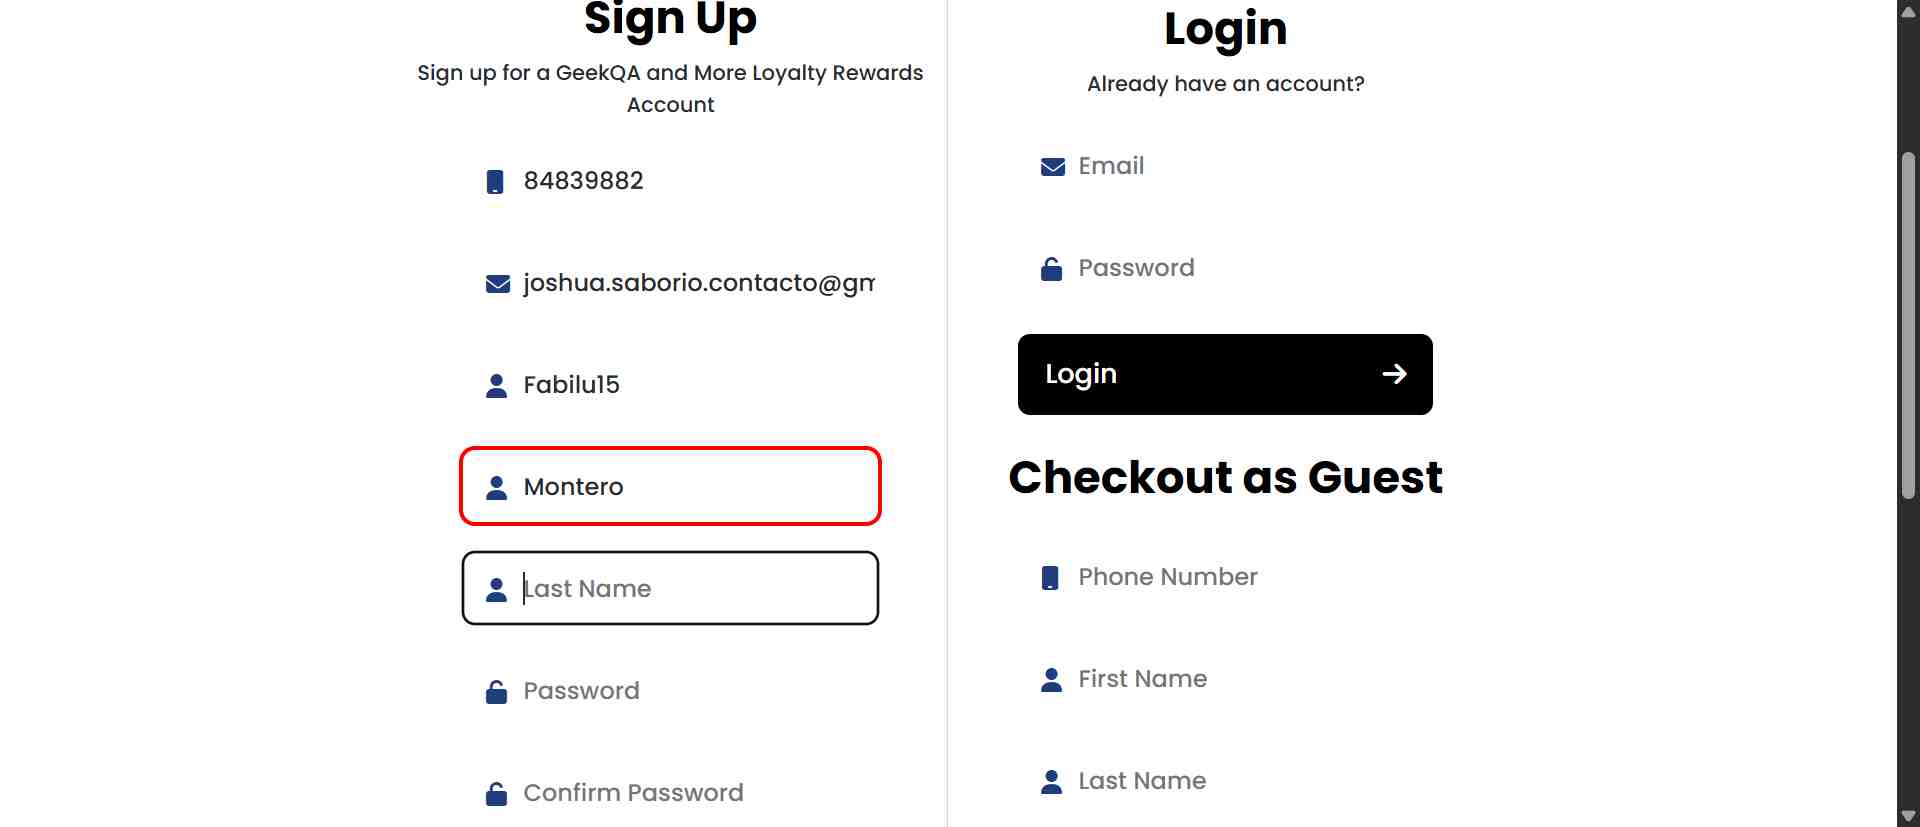 Sign Up
Sign up for a GeekQA and More Loyalty Rewards
Account
84839882
joshua.saborio.contacto@gm
Fabilu15
Montero
Last Name
Password
Confirm Password
Login
Already have an account?
Email
Password
Login
Checkout as Guest
Phone Number
First Name
Last Name